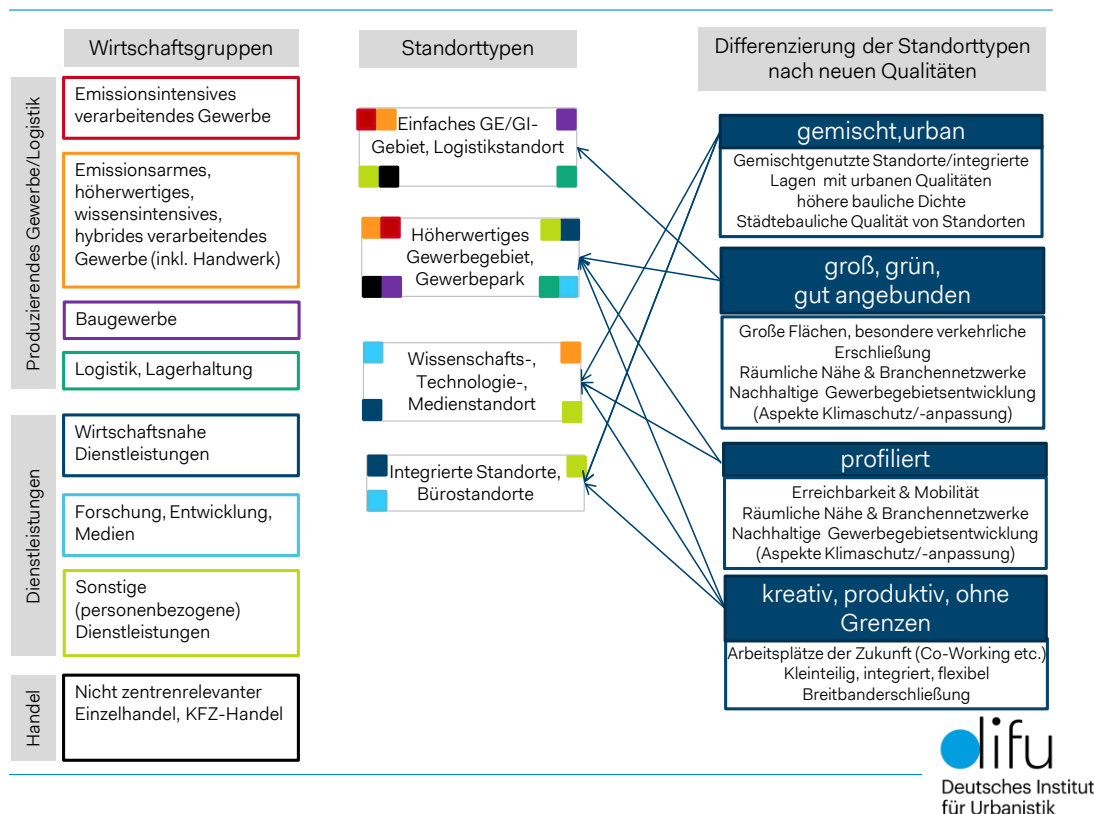 Wirtschaftsgruppen
Produzierendes Gewerbe/Logistik
Emissionsintensives
verarbeitendes Gewerbe
Emissionsarmes,
höherwertiges,
wissensintensives,
hybrides verarbeitendes
Gewerbe (inkl. Handwerk)
Baugewerbe
Logistik, Lagerhaltung
Dienstleistungen
Wirtschaftsnahe
Dienstleistungen
Forschung, Entwicklung,
Medien
Sonstige
(personenbezogene)
Dienstleistungen
Handel
Nicht zentrenrelevanter
Einzelhandel, KFZ-Handel
Standorttypen
Einfaches GE/GI-
Gebiet, Logistikstandort
Höherwertiges
Gewerbegebiet,
Gewerbepark
Wissenschafts-,
Technologie-,
Medienstandort
Integrierte Standorte,
Bürostandorte
Differenzierung der Standorttypen
nach neuen Qualitäten
gemischt,urban
Gemischtgenutzte Standorte/integrierte
Lagen mit urbanen Qualitäten
höhere bauliche Dichte
Städtebauliche Qualität von Standorten
groß, grün,
gut angebunden
Große Flächen, besondere verkehrliche
Erschließung
Räumliche Nähe & Branchennetzwerke
Nachhaltige Gewerbegebietsentwicklung
(Aspekte Klimaschutz/-anpassung)
profiliert
Erreichbarkeit & Mobilität
Räumliche Nähe & Branchennetzwerke
Nachhaltige Gewerbegebietsentwicklung
(Aspekte Klimaschutz/-anpassung)
kreativ, produktiv, ohne
Grenzen
Arbeitsplätze der Zukunft (Co-Working etc.)
Kleinteilig, integriert, flexibel
Breitbanderschließung
difu
Deutsches Institut
für Urbanistik